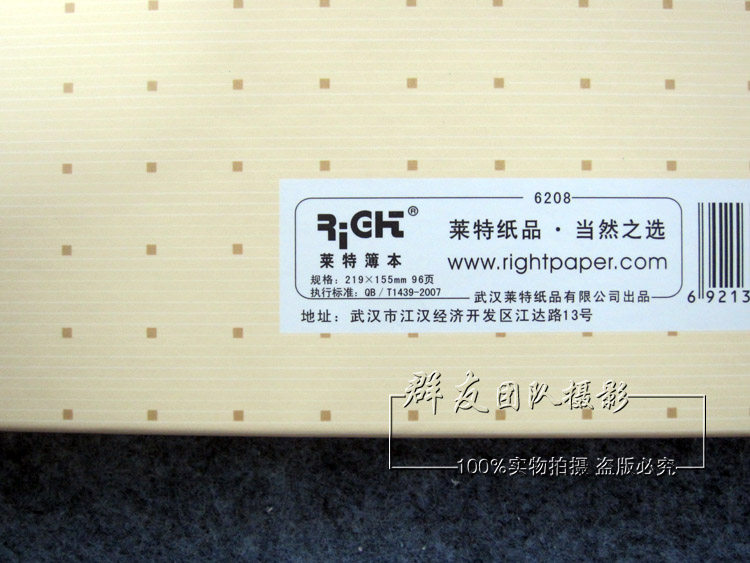 6208
RiGHt®
莱特纸品·当然之选
莱特簿本
www.rightpaper.com
规格：219×155mm 96页
执行标准：QB/T1439-2007
武汉莱特纸品有限公司出品
6 9213
地址：武汉市江汉经济开发区江达路13号
群友团队摄影
100%实物拍摄 盗版必究